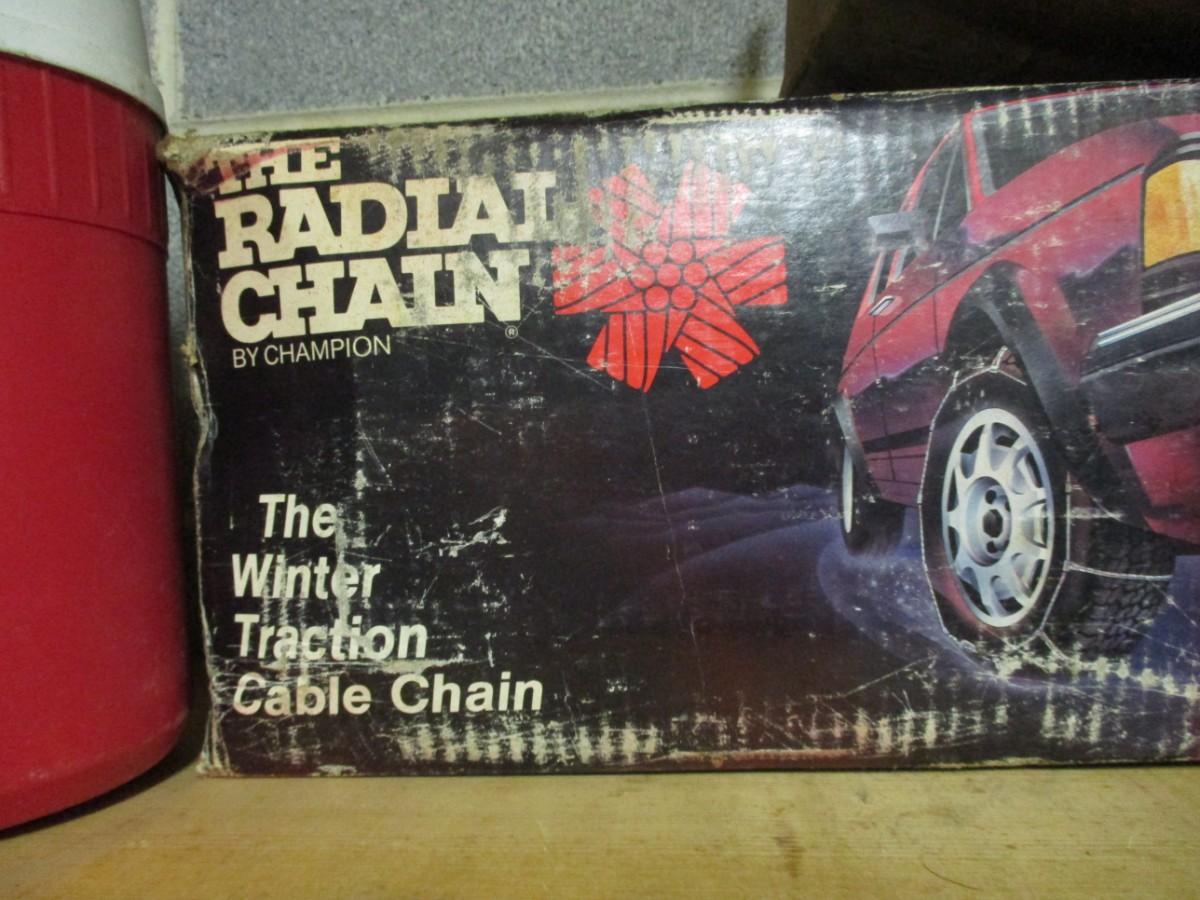 THE
RADIAL
CHAIN®
BY CHAMPION
The
Winter
Traction
Cable Chain